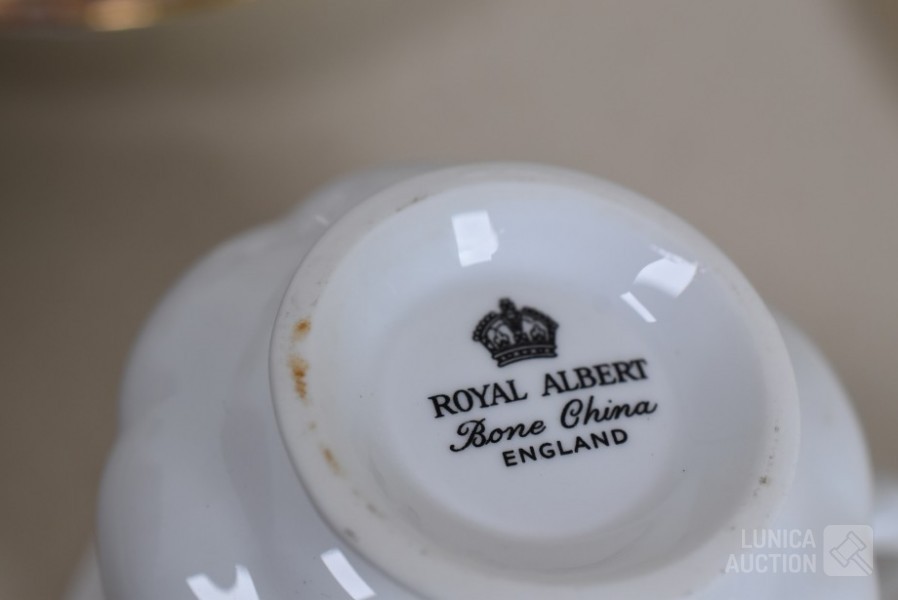 ROYAL ALBERT
Bone China
ENGLAND
LUNICA
AUCTION